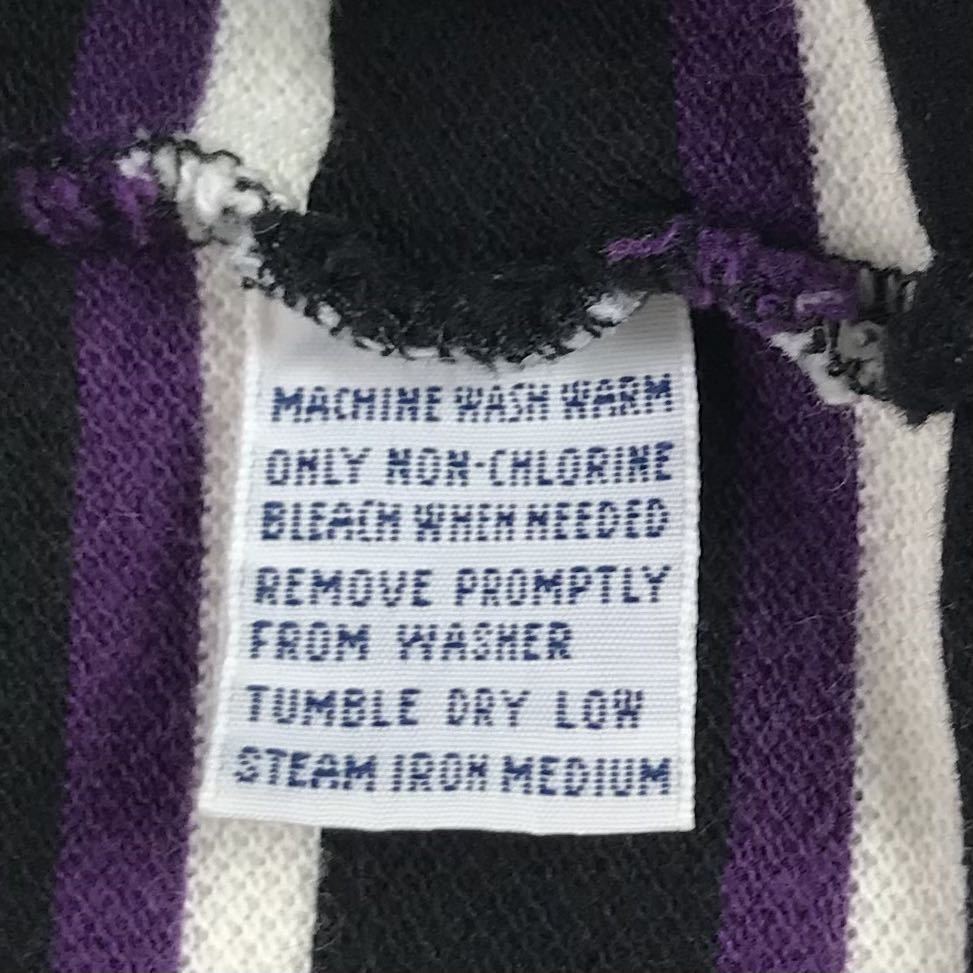 MACHINE WASH WARM
ONLY NON-CHLORINE
BLEACH WHEN NEEDED
REMOVE PROMPTLY
FROM WASHER
TUMBLE DRY LOW
STEAM IRON MEDIUM